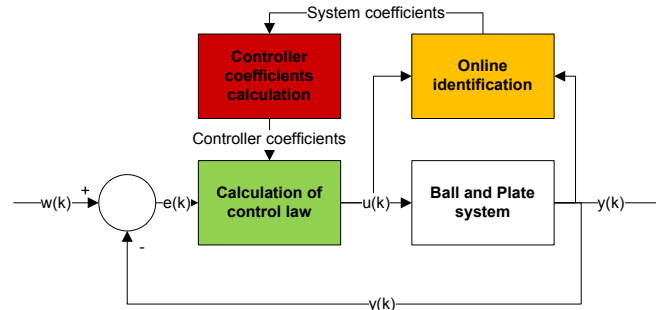 System coefficients
Controller
coefficients
calculation
Online
identification
Controller coefficients
Calculation of
control law
Ball and Plate
system
w(k)
+
-
e(k)
u(k)
y(k)
y(k)